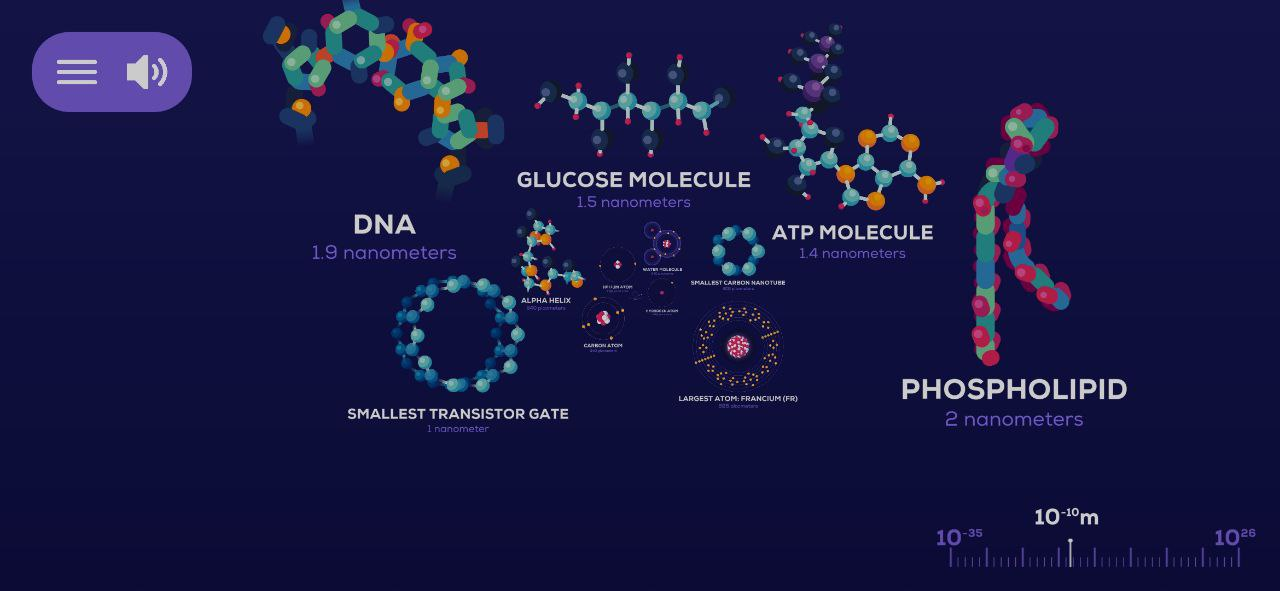 GLUCOSE MOLECULE
1.5 nanometers
DNA
1.9 nanometers
ATP MOLECULE
1.4 nanometers
WATER MOLECULE
SMALLEST CARBON NANOTUBE
ALPHA HELIX
CARBON ATOM
LARGEST ATOM: FRANCIUM (FR)
PHOSPHOLIPID
2 nanometers
SMALLEST TRANSISTOR GATE
1 nanometer
10⁻¹⁰m
10⁻³⁵
10²⁶